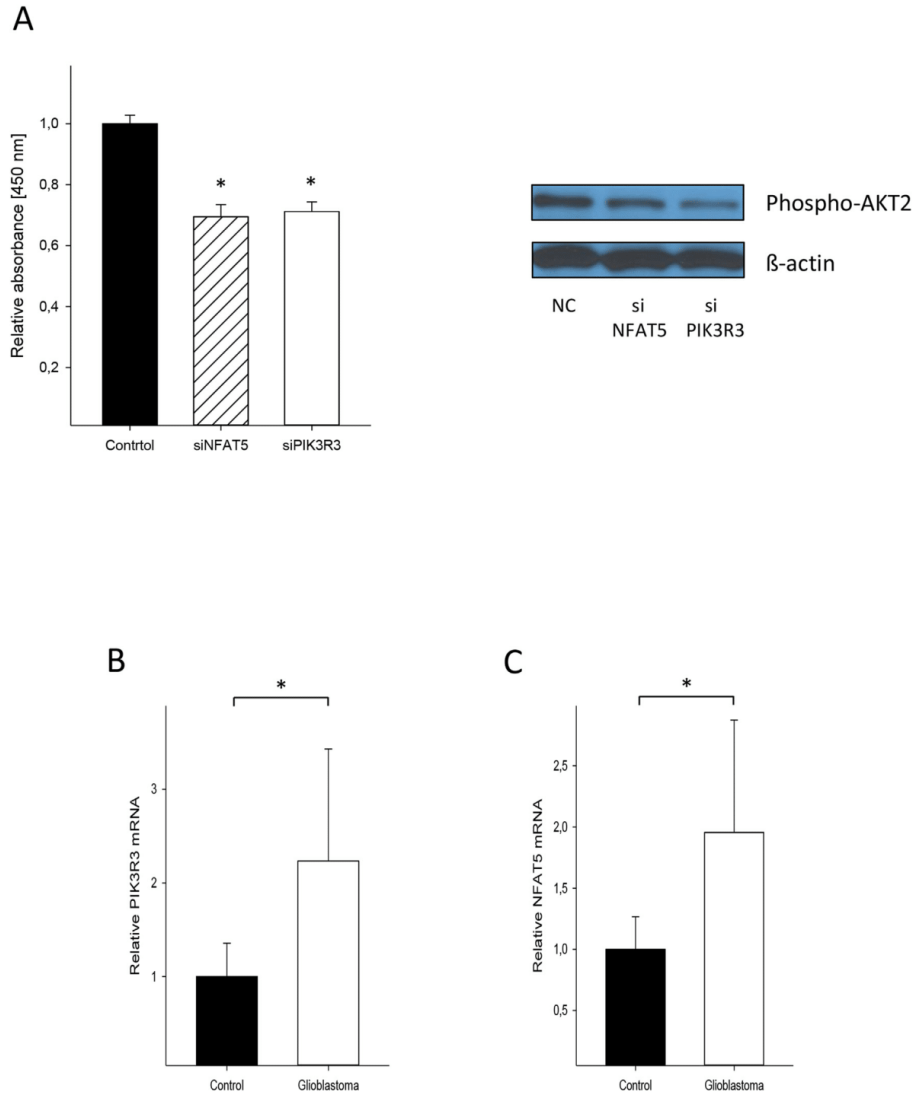 A
Relative absorbance [450 nm]
1,0
0,8
0,6
0,4
0,2
*
*
Contrtol
siNFAT5
siPIK3R3
Phospho-AKT2
ß-actin
NC
si
NFAT5
si
PIK3R3
B
*
Relative PIK3R3 mRNA
3
2
1
Control
Glioblastoma
C
*
Relative NFAT5 mRNA
2,5
2,0
1,5
1,0
0,5
Control
Glioblastoma